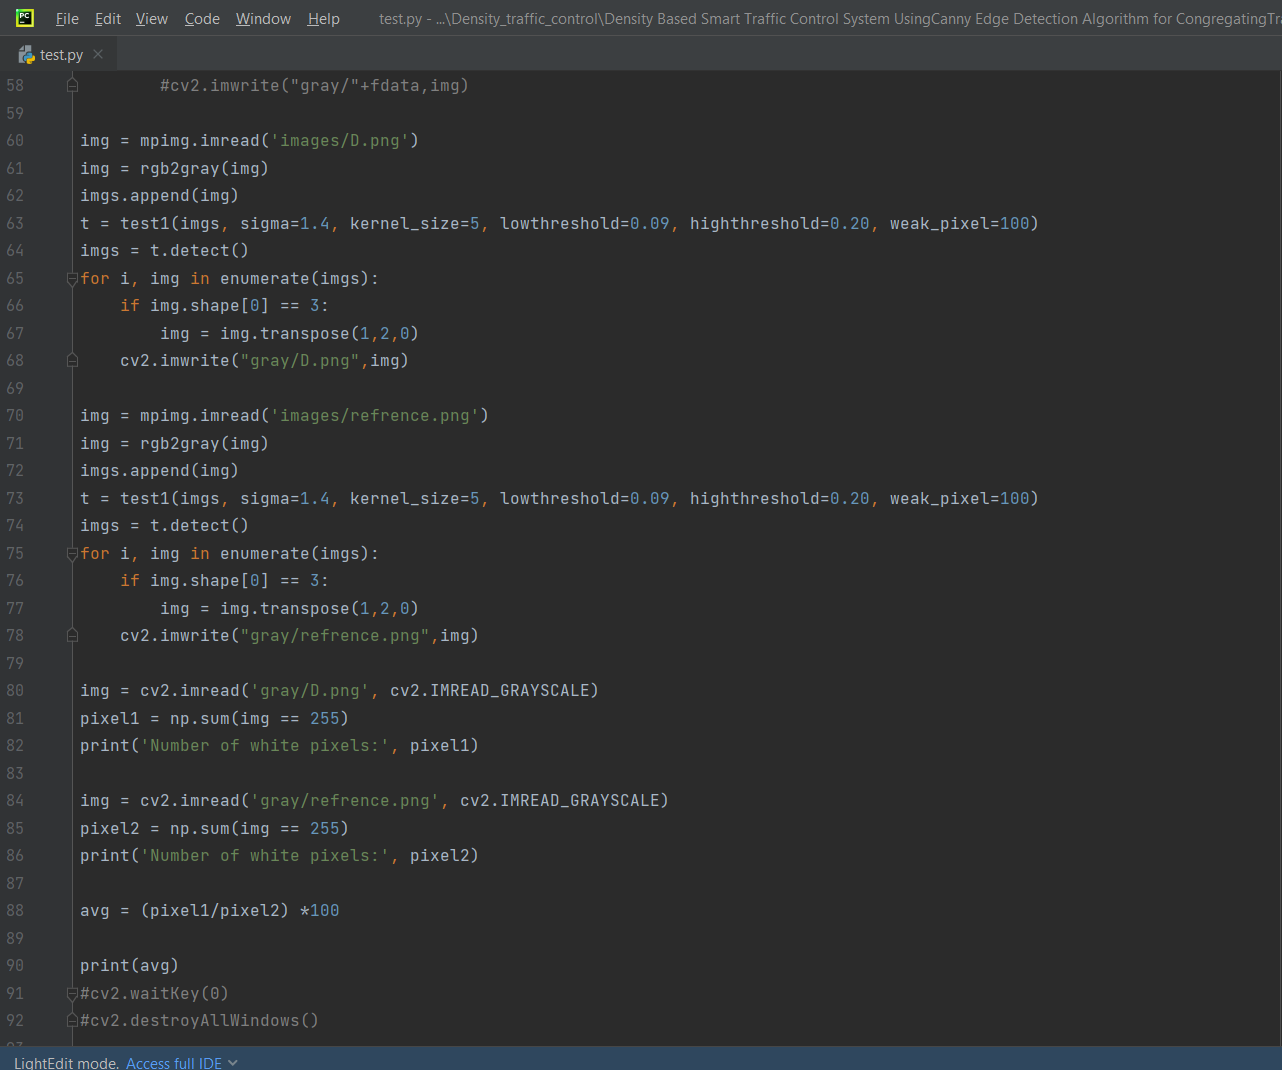 PC File Edit View Code Window Help test.py - ...\Density_traffic_control\Density Based Smart Traffic Control System UsingCanny Edge Detection Algorithm for CongregatingTra
test.py
58         #cv2.imwrite("gray/"+fdata,img)
59
60 img = mpimg.imread('images/D.png')
61 img = rgb2gray(img)
62 imgs.append(img)
63 t = test1(imgs, sigma=1.4, kernel_size=5, lowthreshold=0.09, highthreshold=0.20, weak_pixel=100)
64 imgs = t.detect()
65 for i, img in enumerate(imgs):
66     if img.shape[0] == 3:
67         img = img.transpose(1,2,0)
68     cv2.imwrite("gray/D.png",img)
69
70 img = mpimg.imread('images/refrence.png')
71 img = rgb2gray(img)
72 imgs.append(img)
73 t = test1(imgs, sigma=1.4, kernel_size=5, lowthreshold=0.09, highthreshold=0.20, weak_pixel=100)
74 imgs = t.detect()
75 for i, img in enumerate(imgs):
76     if img.shape[0] == 3:
77         img = img.transpose(1,2,0)
78     cv2.imwrite("gray/refrence.png",img)
79
80 img = cv2.imread('gray/D.png', cv2.IMREAD_GRAYSCALE)
81 pixel1 = np.sum(img == 255)
82 print('Number of white pixels:', pixel1)
83
84 img = cv2.imread('gray/refrence.png', cv2.IMREAD_GRAYSCALE)
85 pixel2 = np.sum(img == 255)
86 print('Number of white pixels:', pixel2)
87
88 avg = (pixel1/pixel2) *100
89
90 print(avg)
91 #cv2.waitKey(0)
92 #cv2.destroyAllWindows()
LightEdit mode. Access full IDE